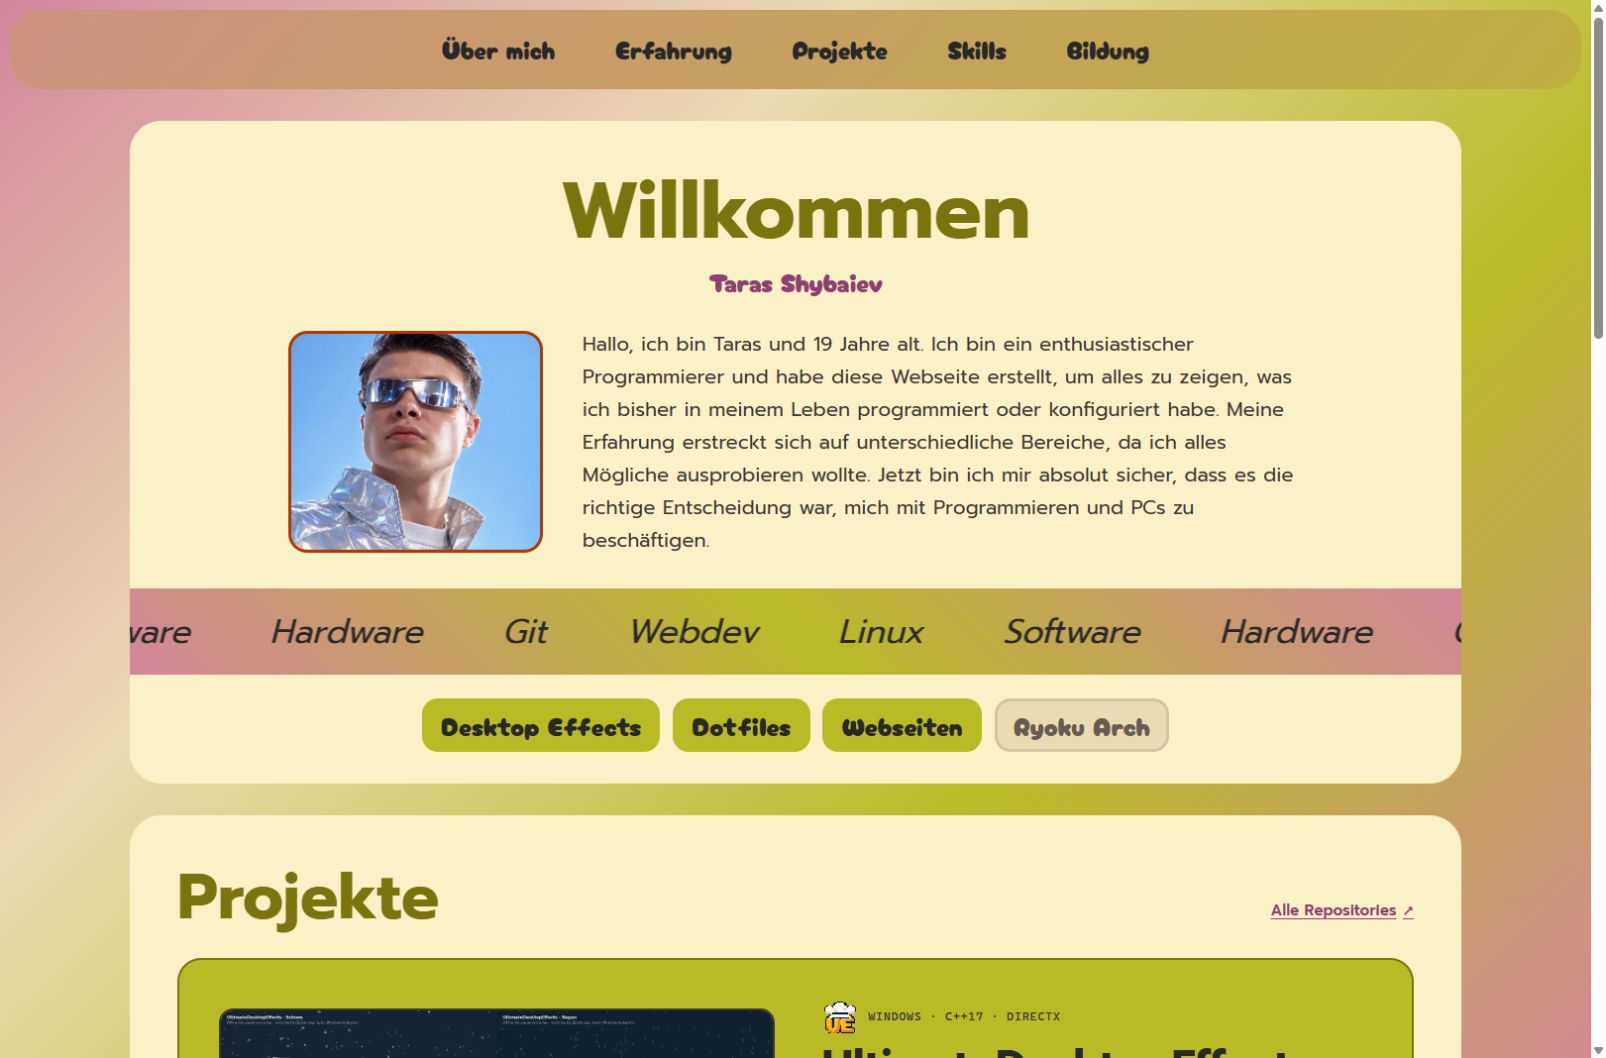 Über mich Erfahrung Projekte Skills Bildung
Willkommen
Taras Shybaiev
Hallo, ich bin Taras und 19 Jahre alt. Ich bin ein enthusiastischer
Programmierer und habe diese Webseite erstellt, um alles zu zeigen, was
ich bisher in meinem Leben programmiert oder konfiguriert habe. Meine
Erfahrung erstreckt sich auf unterschiedliche Bereiche, da ich alles
Mögliche ausprobieren wollte. Jetzt bin ich mir absolut sicher, dass es die
richtige Entscheidung war, mich mit Programmieren und PCs zu
beschäftigen.
ware Hardware Git Webdev Linux Software Hardware
Desktop Effects Dotfiles Webseiten Ryoku Arch
Projekte
Alle Repositories ↗
UE WINDOWS · C++17 · DIRECTX